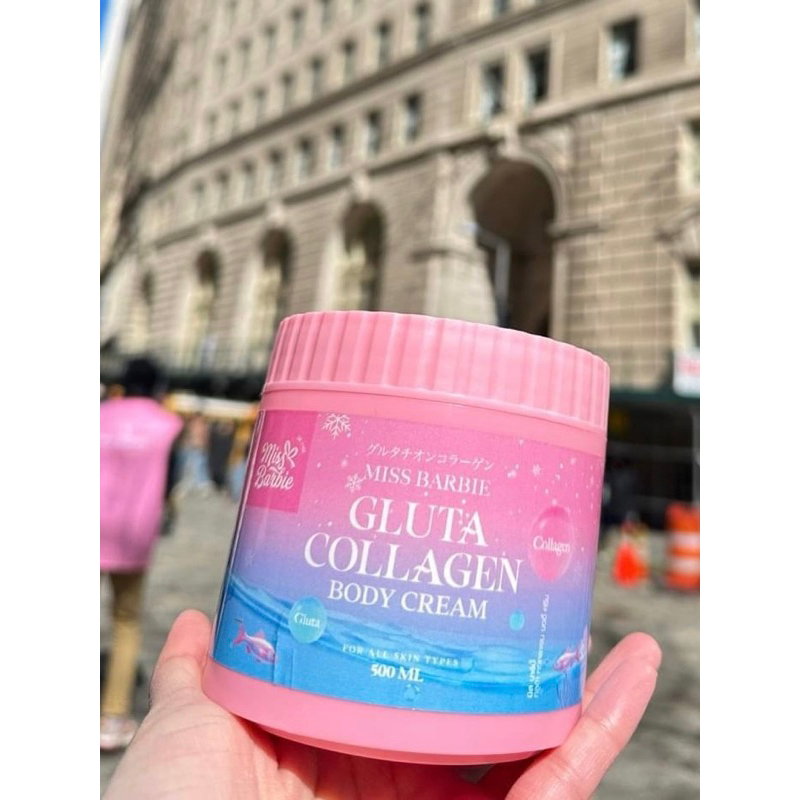 Miss
Barbie
グルタチオンコラーゲン
MISS BARBIE
GLUTA
COLLAGEN
BODY CREAM
Collagen
Gluta
FOR ALL SKIN TYPES
500 ML